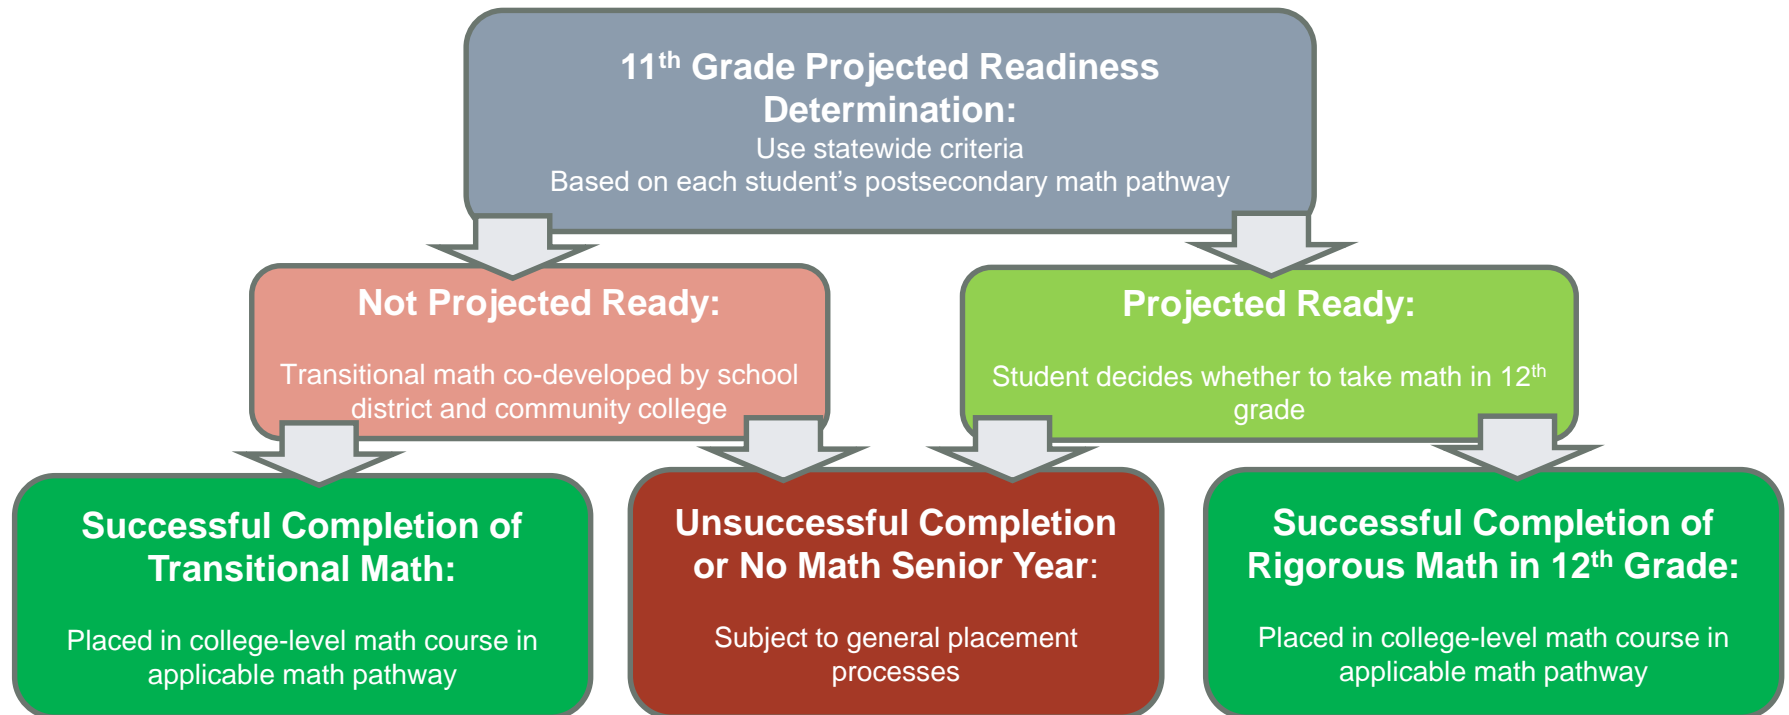 11th Grade Projected Readiness
Determination:
Use statewide criteria
Based on each student’s postsecondary math pathway
Not Projected Ready:
Transitional math co-developed by school
district and community college
Projected Ready:
Student decides whether to take math in 12th
grade
Successful Completion of
Transitional Math:
Placed in college-level math course in
applicable math pathway
Unsuccessful Completion
or No Math Senior Year:
Subject to general placement
processes
Successful Completion of
Rigorous Math in 12th Grade:
Placed in college-level math course in
applicable math pathway